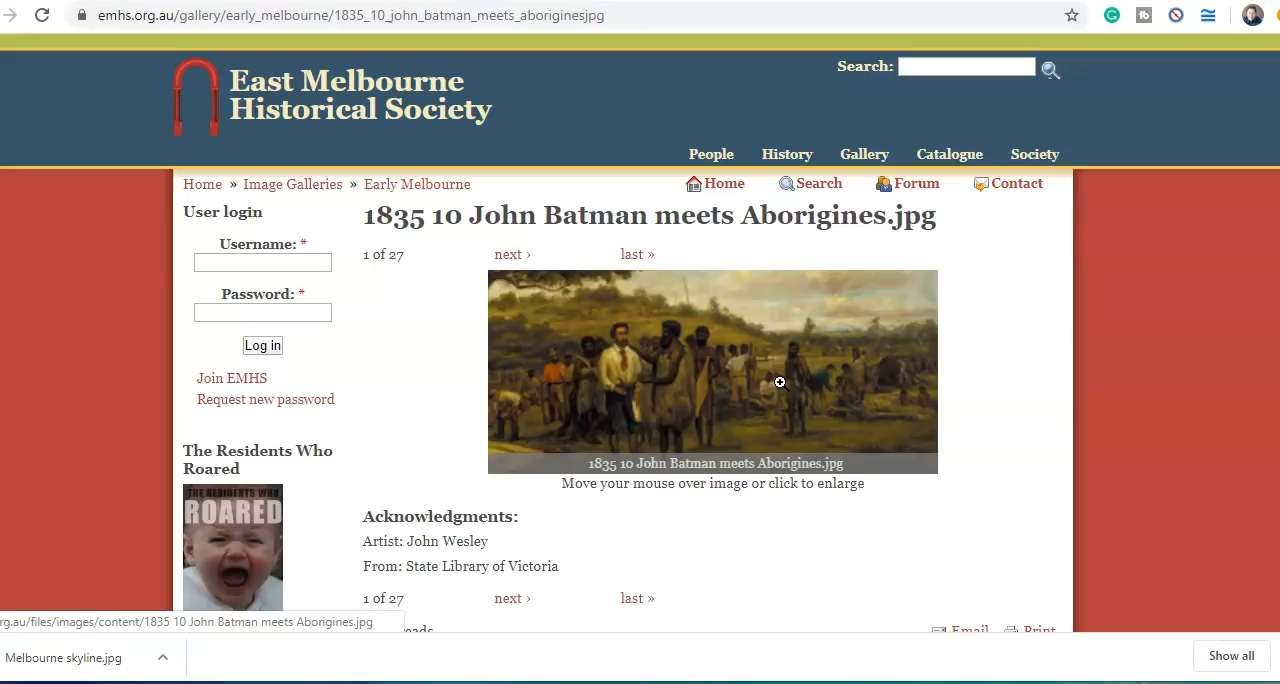 emhs.org.au/gallery/early_melbourne/1835_10_john_batman_meets_aboriginesjpg
East Melbourne
Historical Society
Search:
People History Gallery Catalogue Society
Home » Image Galleries » Early Melbourne
Home Search Forum Contact
User login
1835 10 John Batman meets Aborigines.jpg
Username: *
1 of 27 next › last »
Password: *
Log in
Join EMHS
Request new password
1835 10 John Batman meets Aborigines.jpg
Move your mouse over image or click to enlarge
The Residents Who
Roared
THE RESIDENTS WHO
ROARED
Acknowledgments:
Artist: John Wesley
From: State Library of Victoria
1 of 27 next › last »
rg.au/files/images/content/1835 10 John Batman meets Aborigines.jpg
Email Print
Melbourne skyline.jpg
Show all